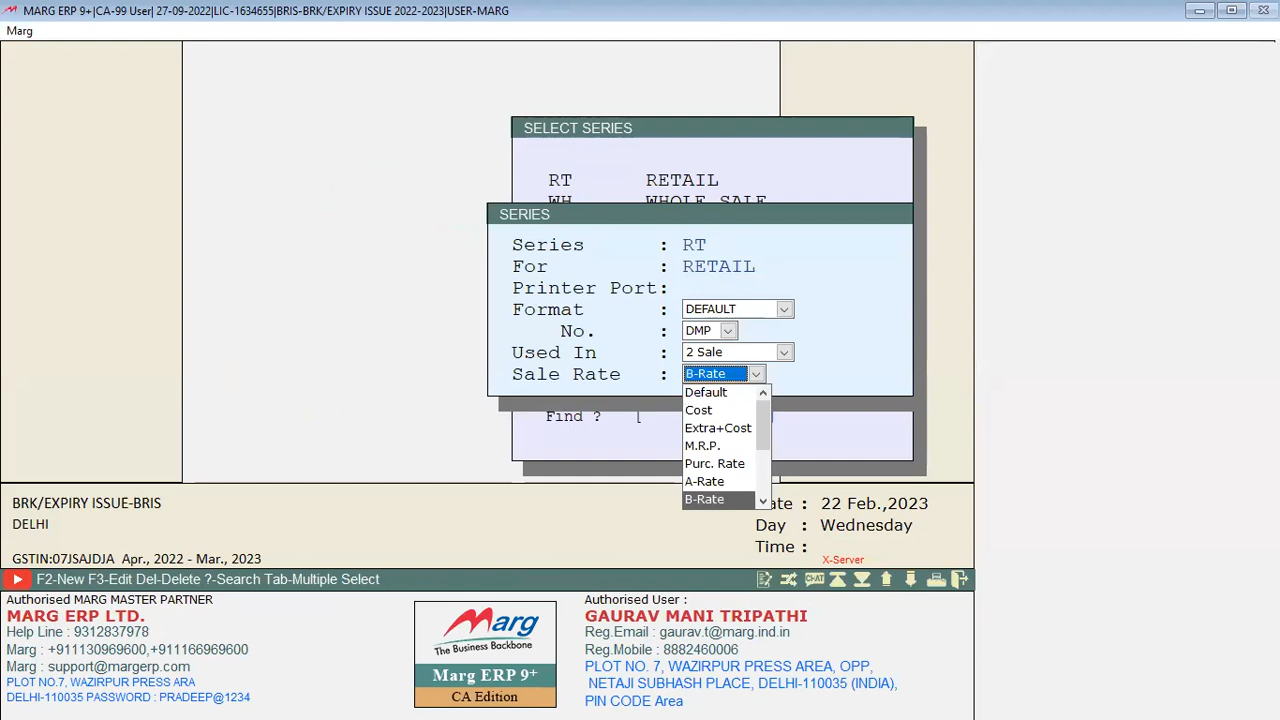 MARG ERP 9+|CA-99 User| 27-09-2022|LIC-1634655|BRIS-BRK/EXPIRY ISSUE 2022-2023|USER-MARG
Marg
SELECT SERIES
RT RETAIL
WH WHOLE SALE
SERIES
Series : RT
For : RETAIL
Printer Port:
Format : DEFAULT
No. : DMP
Used In : 2 Sale
Sale Rate : B-Rate
Default
Cost
Extra+Cost
M.R.P.
Purc. Rate
A-Rate
B-Rate
Find ? [ ]
BRK/EXPIRY ISSUE-BRIS
DELHI
GSTIN:07JSAJDJA Apr., 2022 - Mar., 2023
: 22 Feb.,2023
Day : Wednesday
Time :
X-Server
F2-New F3-Edit Del-Delete ?-Search Tab-Multiple Select
CHAT
Authorised MARG MASTER PARTNER
MARG ERP LTD.
Help Line : 9312837978
Marg : +911130969600,+911166969600
Marg : support@margerp.com
PLOT NO.7, WAZIRPUR PRESS ARA
DELHI-110035 PASSWORD : PRADEEP@1234
Marg
The Business Backbone
Marg ERP 9+
CA Edition
Authorised User :
GAURAV MANI TRIPATHI
Reg.Email : gaurav.t@marg.ind.in
Reg.Mobile : 8882460006
PLOT NO. 7, WAZIRPUR PRESS AREA, OPP,
NETAJI SUBHASH PLACE, DELHI-110035 (INDIA),
PIN CODE Area